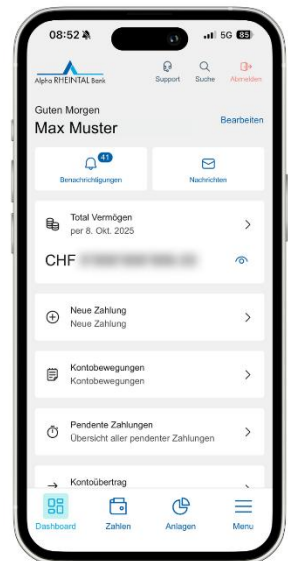 08:52 5G 85
Alpha RHEINTAL Bank
Support Suche Abmelden
Guten Morgen
Max Muster
Bearbeiten
41
Benachrichtigungen Nachrichten
Total Vermögen
per 8. Okt. 2025
CHF
Neue Zahlung
Neue Zahlung
Kontobewegungen
Kontobewegungen
Pendente Zahlungen
Übersicht aller pendenter Zahlungen
Kontoübertrag
Dashboard Zahlen Anlagen Menu